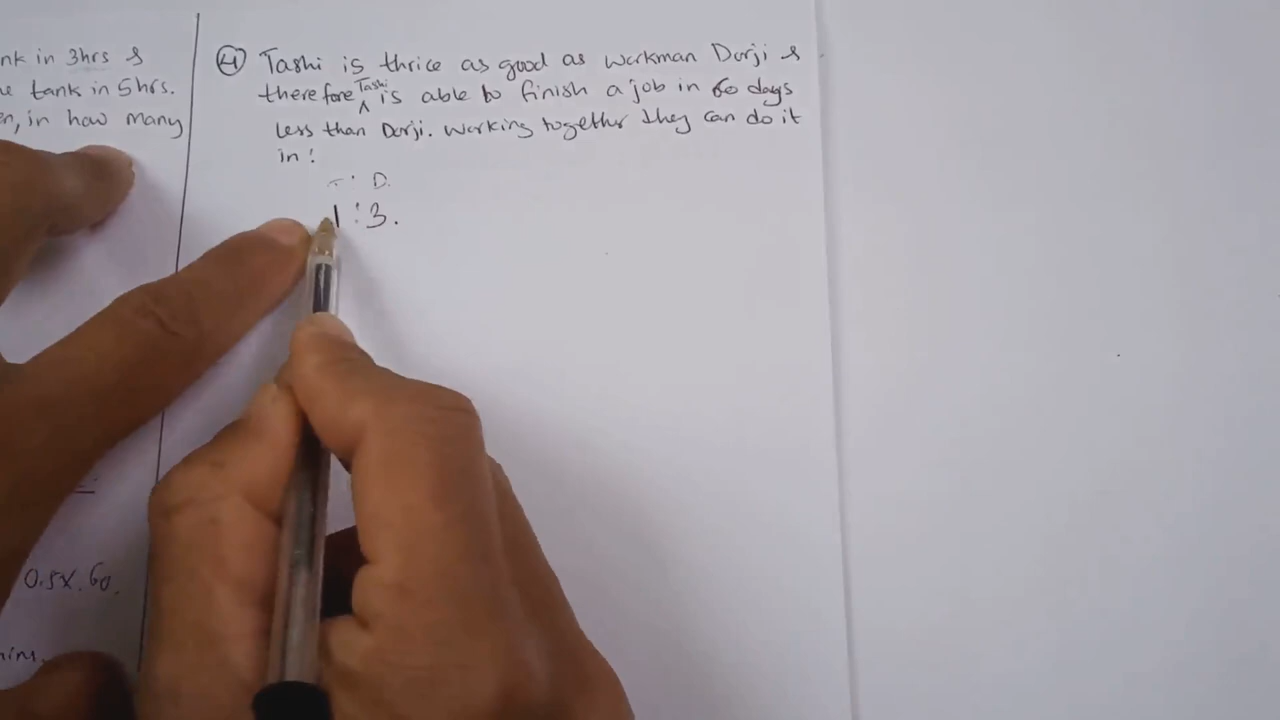 nk in 3hrs &
e tank in 5hrs.
en, in how many
0.5x.60.
mins.
④ Tashi is thrice as good as workman Dorji &
therefore Tashi is able to finish a job in 60 days
less than Dorji. working together they can do it
in!
T : D.
1 : 3.